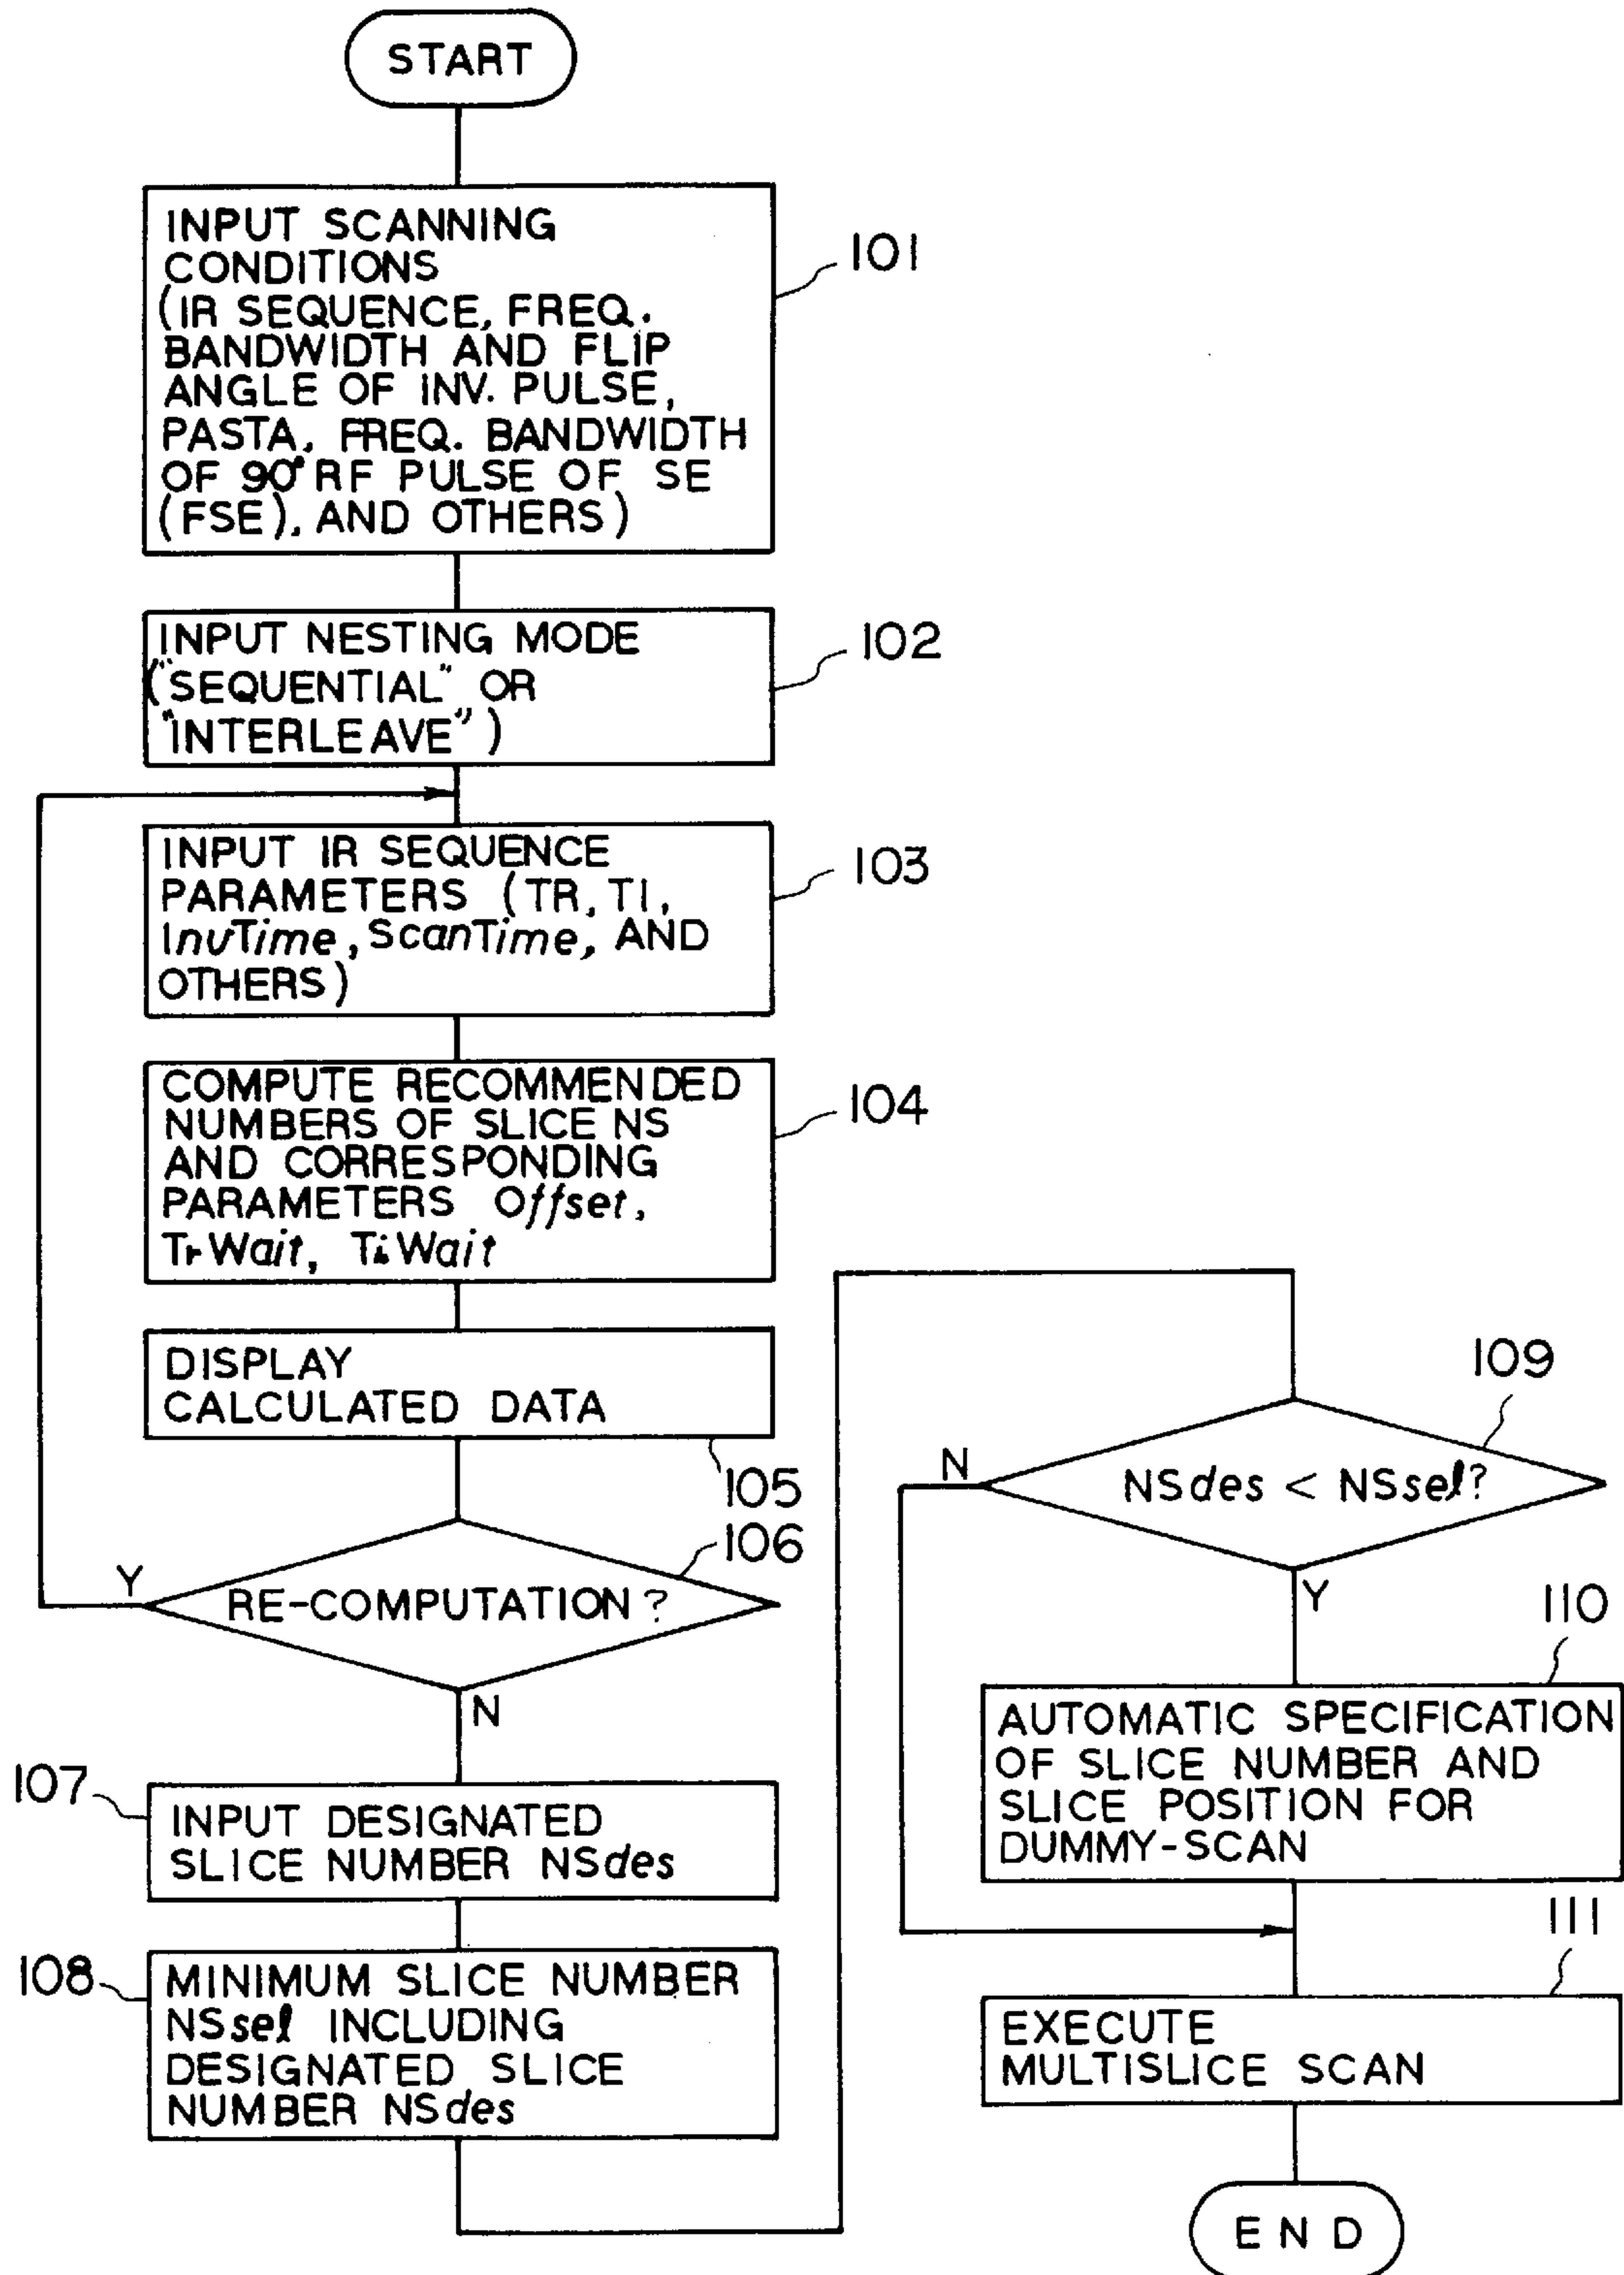 START
INPUT SCANNING
CONDITIONS
(IR SEQUENCE, FREQ.
BANDWIDTH AND FLIP
ANGLE OF INV. PULSE,
PASTA, FREQ. BANDWIDTH
OF 90° RF PULSE OF SE
(FSE), AND OTHERS)
101
INPUT NESTING MODE
("SEQUENTIAL" OR
"INTERLEAVE")
102
INPUT IR SEQUENCE
PARAMETERS (TR, TI,
InvTime, ScanTime, AND
OTHERS)
103
COMPUTE RECOMMENDED
NUMBERS OF SLICE NS
AND CORRESPONDING
PARAMETERS Offset,
TrWait, TiWait
104
DISPLAY
CALCULATED DATA
105
106
Y
RE-COMPUTATION?
N
107
INPUT DESIGNATED
SLICE NUMBER NSdes
108
MINIMUM SLICE NUMBER
NSsel INCLUDING
DESIGNATED SLICE
NUMBER NSdes
109
N
NSdes < NSsel?
Y
110
AUTOMATIC SPECIFICATION
OF SLICE NUMBER AND
SLICE POSITION FOR
DUMMY-SCAN
111
EXECUTE
MULTISLICE SCAN
END